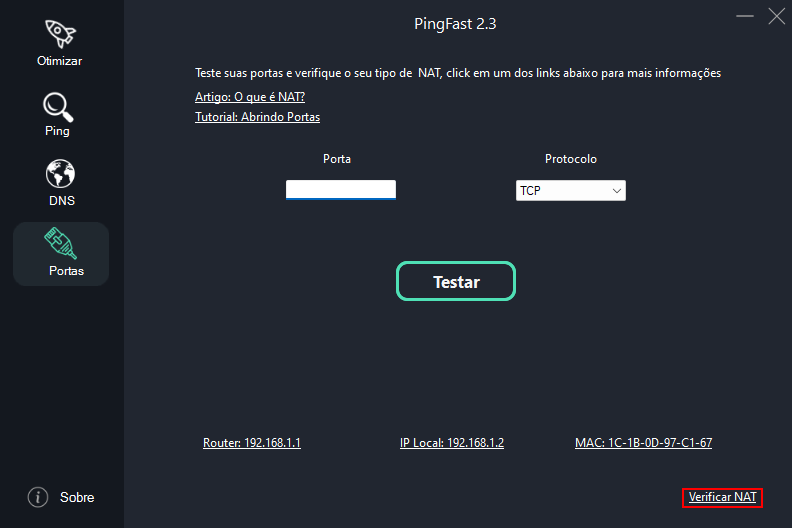 PingFast 2.3
Otimizar
Ping
DNS
Portas
Teste suas portas e verifique o seu tipo de  NAT, click em um dos links abaixo para mais informações
Artigo: O que é NAT?
Tutorial: Abrindo Portas
Porta
Protocolo
TCP
Testar
Router: 192.168.1.1
IP Local: 192.168.1.2
MAC: 1C-1B-0D-97-C1-67
Sobre
Verificar NAT